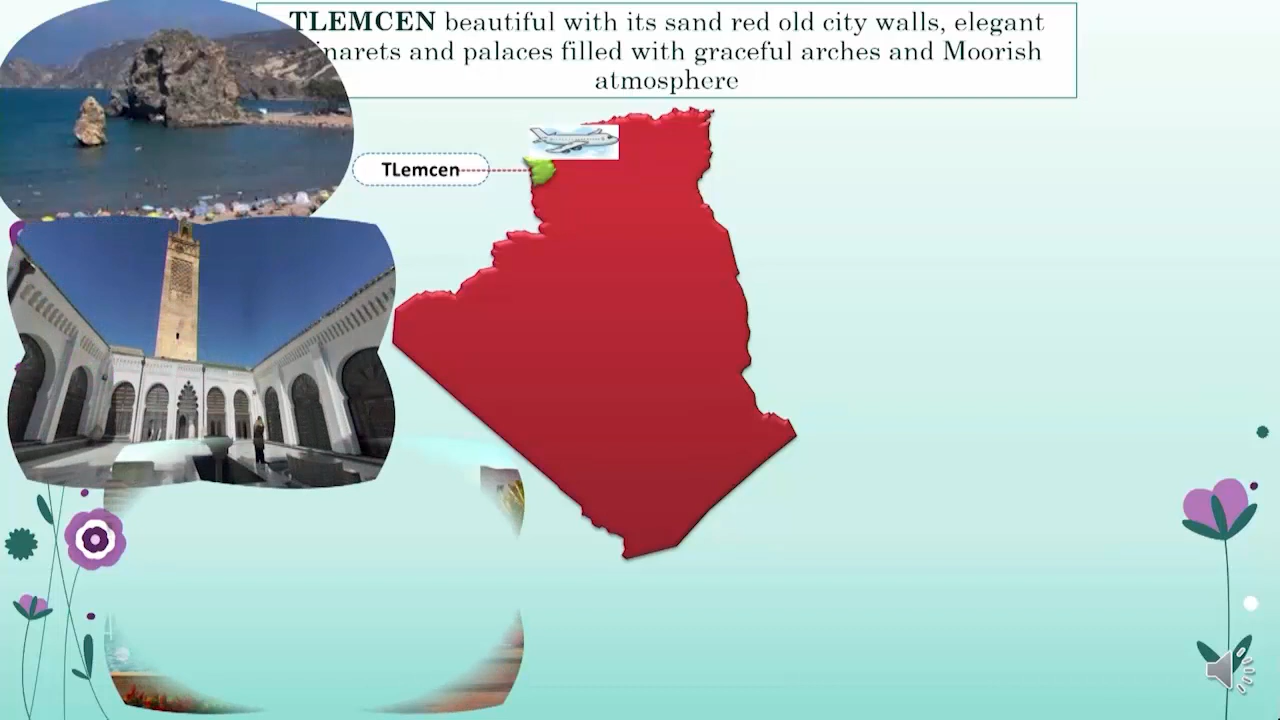 TLEMCEN beautiful with its sand red old city walls, elegant
inarets and palaces filled with graceful arches and Moorish
atmosphere
TLemcen